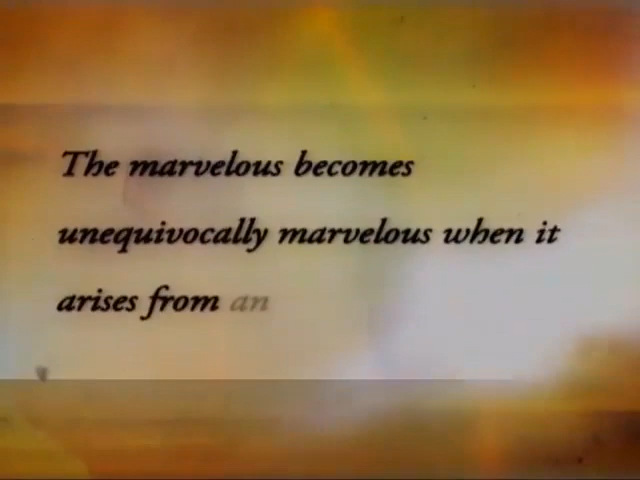 The marvelous becomes
unequivocally marvelous when it
arises from an